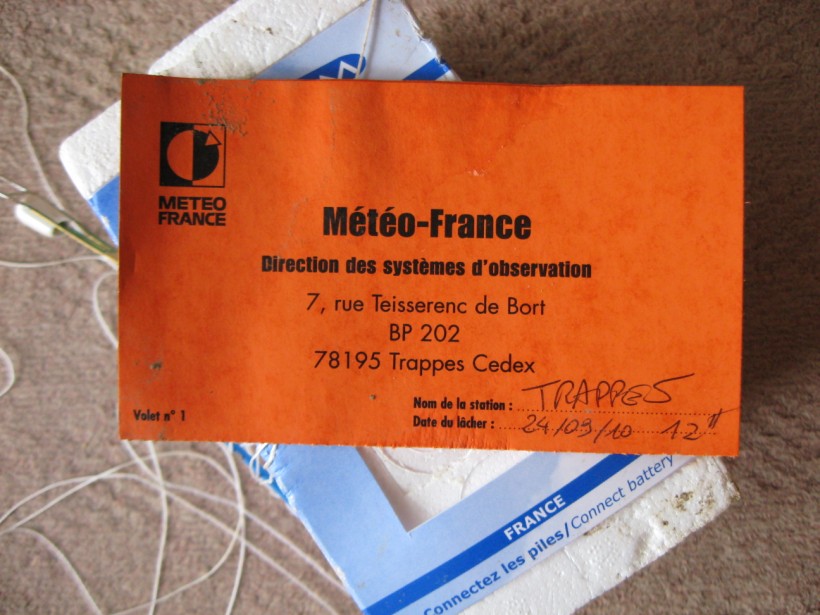 METEO
FRANCE
Météo-France
Direction des systèmes d'observation
7, rue Teisserenc de Bort
BP 202
78195 Trappes Cedex
Nom de la station : TRAPPES
Volet n° 1
Date du lâcher : 24/09/10 12H
FRANCE
Connectez les piles/Connect battery